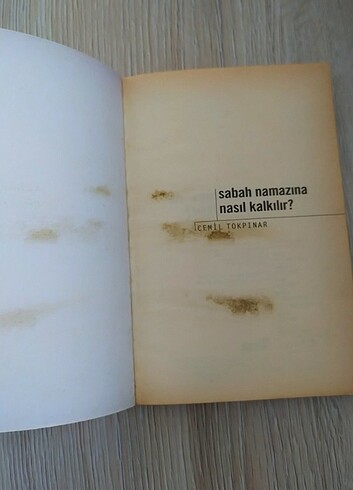 sabah namazına
nasıl kalkılır?
CEMİL TOKPINAR